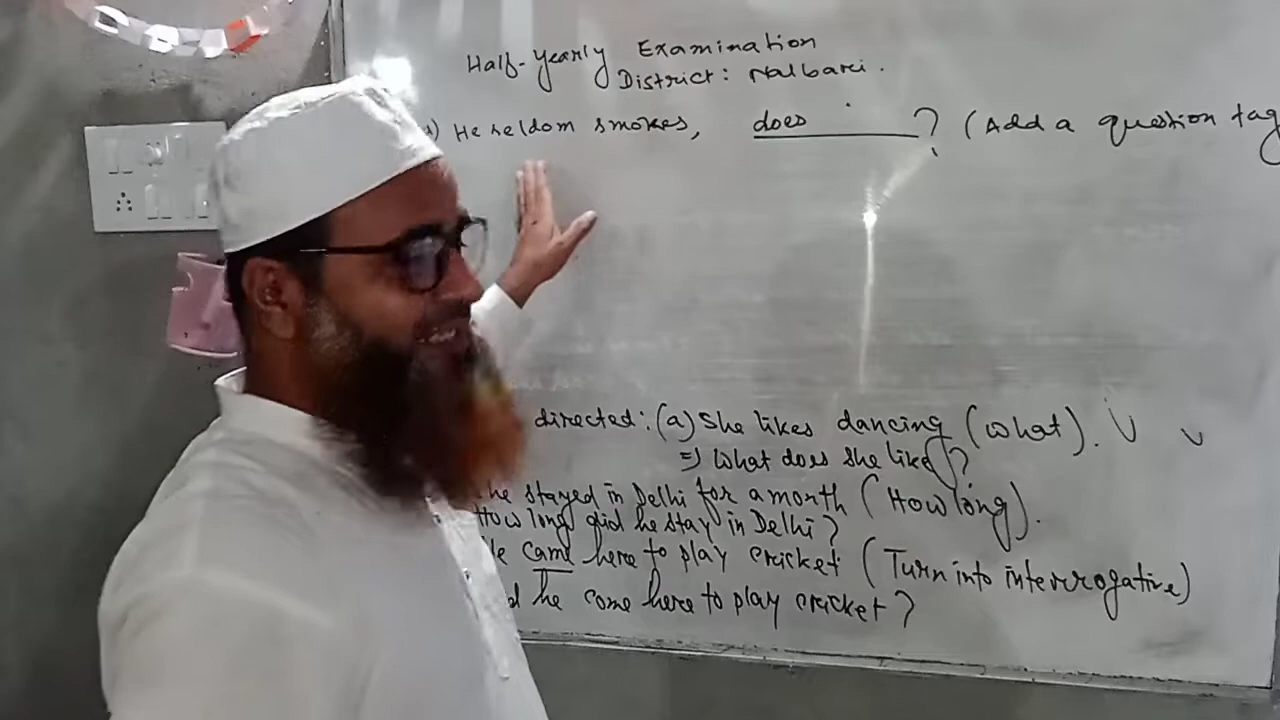 Half-Yearly Examination
District: Nalbari.
He seldom smokes, does ? (Add a question tag
directed: (a) She likes dancing (what).
⇒ What does she like?
he stayed in Delhi for a month (How long).
How long did he stay in Delhi?
He came here to play cricket (Turn into interrogative)
he come here to play cricket?